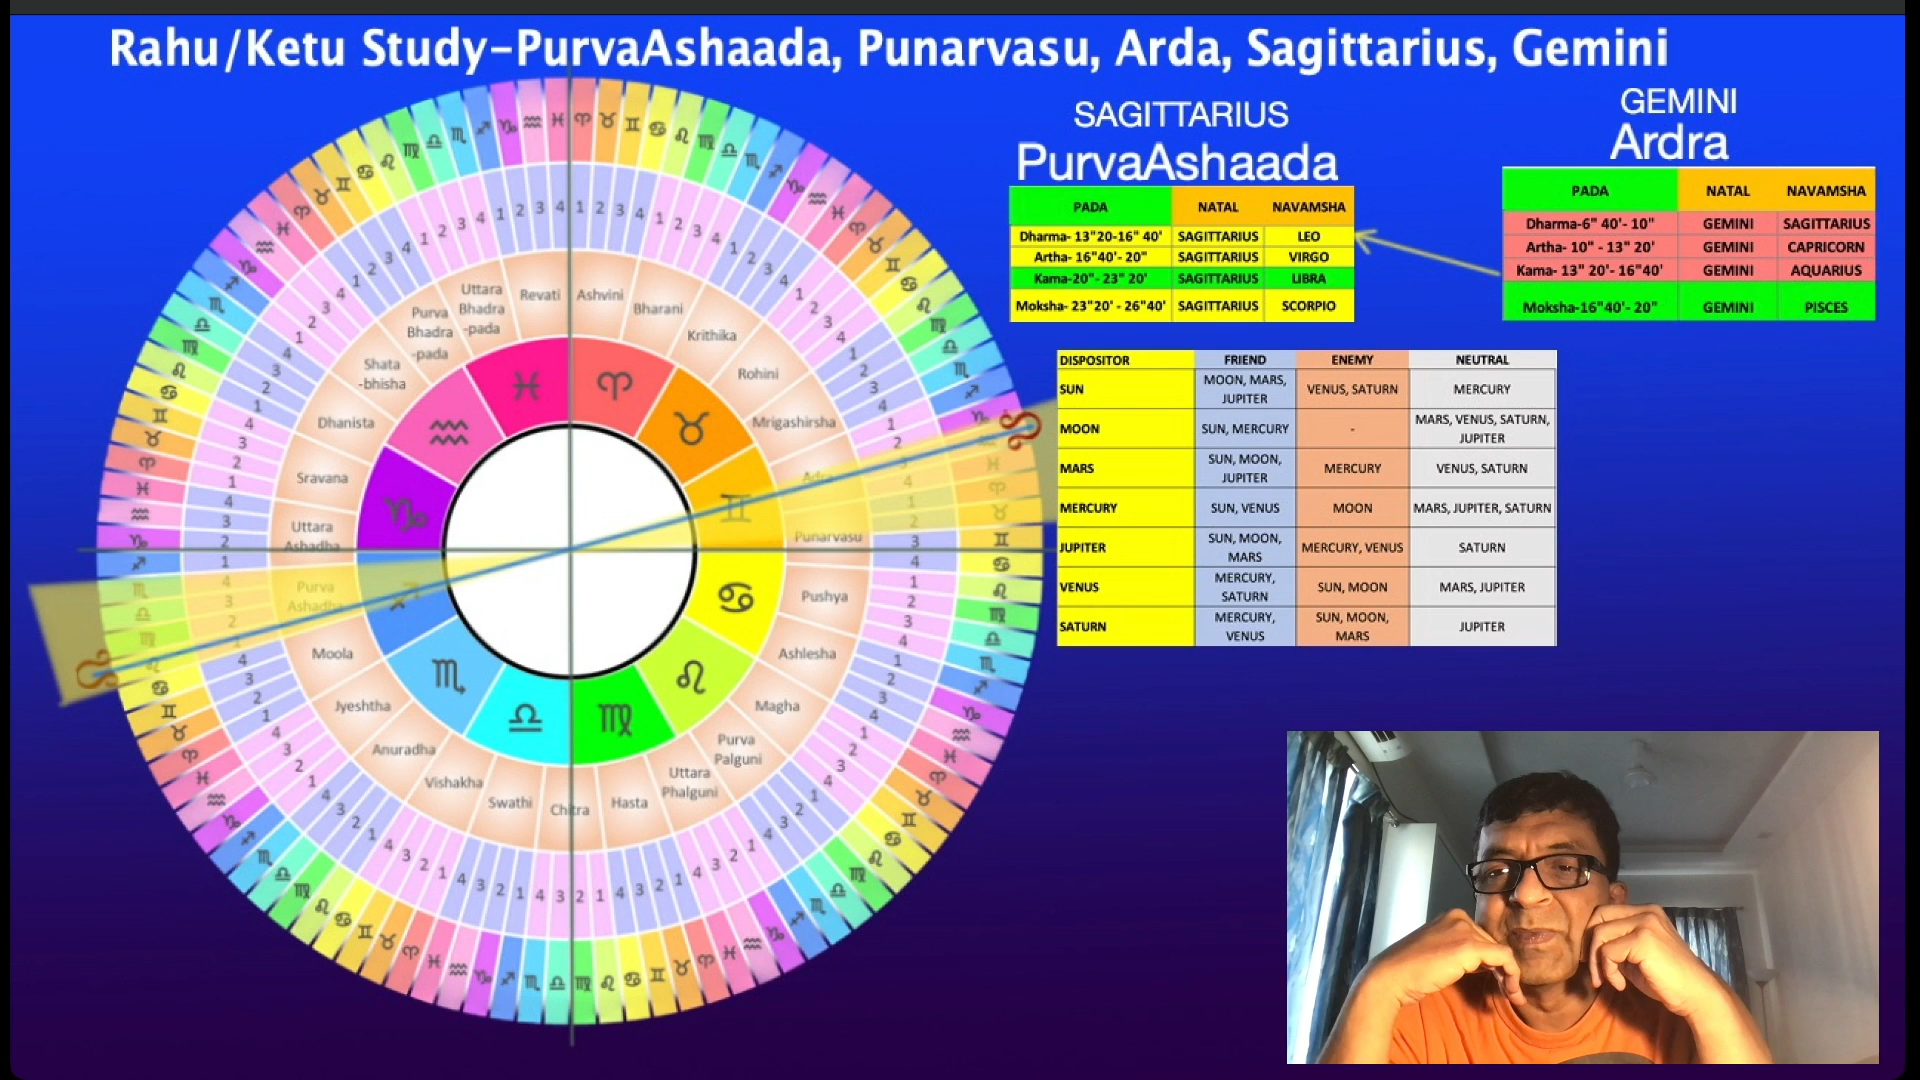 Rahu/Ketu Study-PurvaAshaada, Punarvasu, Arda, Sagittarius, Gemini
SAGITTARIUS
PurvaAshaada
PADA NATAL NAVAMSHA
Dharma- 13"20-16" 40' SAGITTARIUS LEO
Artha- 16"40'- 20" SAGITTARIUS VIRGO
Kama-20"- 23" 20' SAGITTARIUS LIBRA
Moksha- 23"20' - 26"40' SAGITTARIUS SCORPIO
GEMINI
Ardra
PADA NATAL NAVAMSHA
Dharma-6" 40'- 10" GEMINI SAGITTARIUS
Artha- 10" - 13" 20' GEMINI CAPRICORN
Kama- 13" 20'- 16"40' GEMINI AQUARIUS
Moksha-16"40'- 20" GEMINI PISCES
DISPOSITOR FRIEND ENEMY NEUTRAL
SUN MOON, MARS, JUPITER VENUS, SATURN MERCURY
MOON SUN, MERCURY - MARS, VENUS, SATURN, JUPITER
MARS SUN, MOON, JUPITER MERCURY VENUS, SATURN
MERCURY SUN, VENUS MOON MARS, JUPITER, SATURN
JUPITER SUN, MOON, MARS MERCURY, VENUS SATURN
VENUS MERCURY, SATURN SUN, MOON MARS, JUPITER
SATURN MERCURY, VENUS SUN, MOON, MARS JUPITER
Ashvini
Bharani
Krithika
Rohini
Mrigashirsha
Adra
Punarvasu
Pushya
Ashlesha
Magha
Purva
Palguni
Uttara
Phalguni
Hasta
Chitra
Swathi
Vishakha
Anuradha
Jyeshtha
Moola
Purva
Ashadha
Uttara
Ashadha
Sravana
Dhanista
Shata
-bhisha
Purva
Bhadra
-pada
Uttara
Bhadra
-pada
Revati